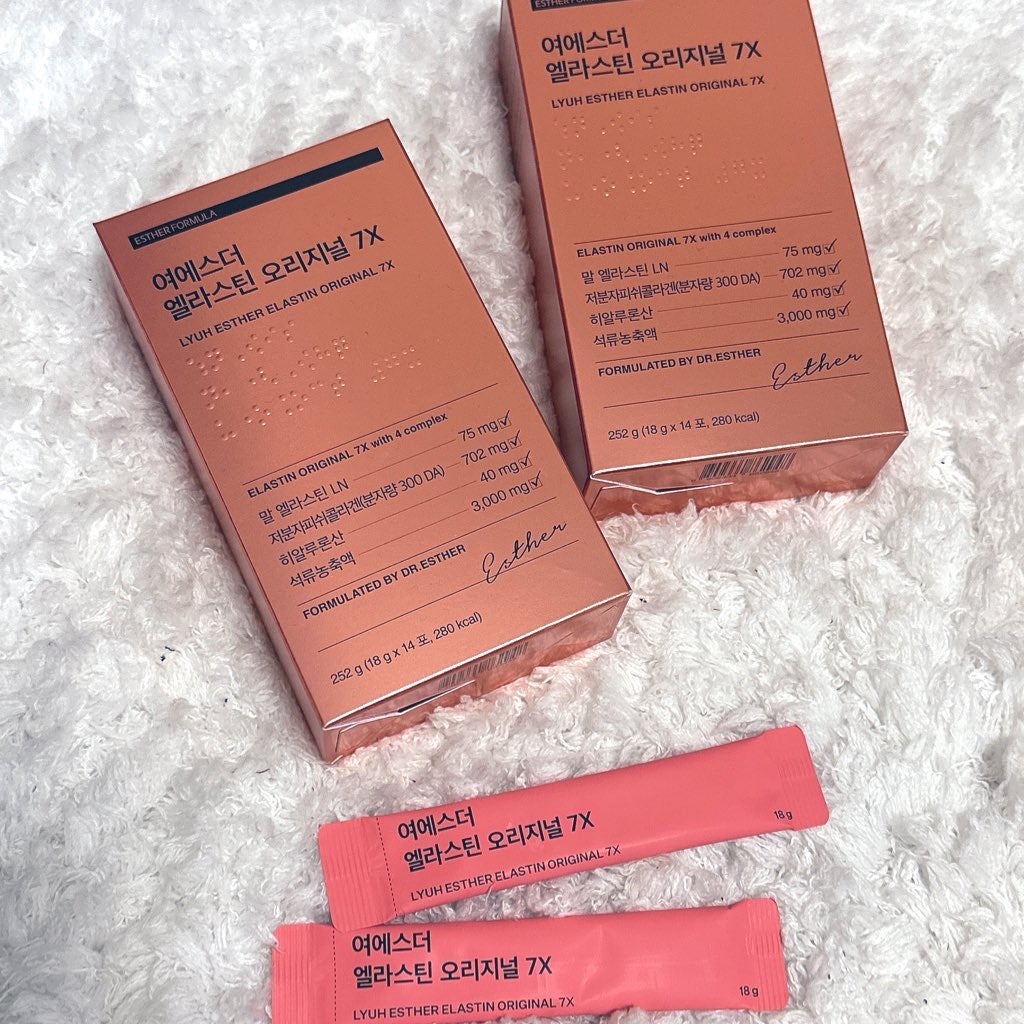 ESTHER FORMULA
여에스더
엘라스틴 오리지널 7X
LYUH ESTHER ELASTIN ORIGINAL 7X
ELASTIN ORIGINAL 7X with 4 complex
말 엘라스틴 LN 75 mg
저분자피쉬콜라겐(분자량 300 DA) 702 mg
히알루론산 40 mg
석류농축액 3,000 mg
FORMULATED BY DR.ESTHER
Esther
252 g (18 g x 14 포, 280 kcal)
ESTHER FORMULA
여에스더
엘라스틴 오리지널 7X
LYUH ESTHER ELASTIN ORIGINAL 7X
ELASTIN ORIGINAL 7X with 4 complex
말 엘라스틴 LN 75 mg
저분자피쉬콜라겐(분자량 300 DA) 702 mg
히알루론산 40 mg
석류농축액 3,000 mg
FORMULATED BY DR.ESTHER
Esther
252 g (18 g x 14 포, 280 kcal)
여에스더
엘라스틴 오리지널 7X
LYUH ESTHER ELASTIN ORIGINAL 7X
18 g
여에스더
엘라스틴 오리지널 7X
LYUH ESTHER ELASTIN ORIGINAL 7X
18 g